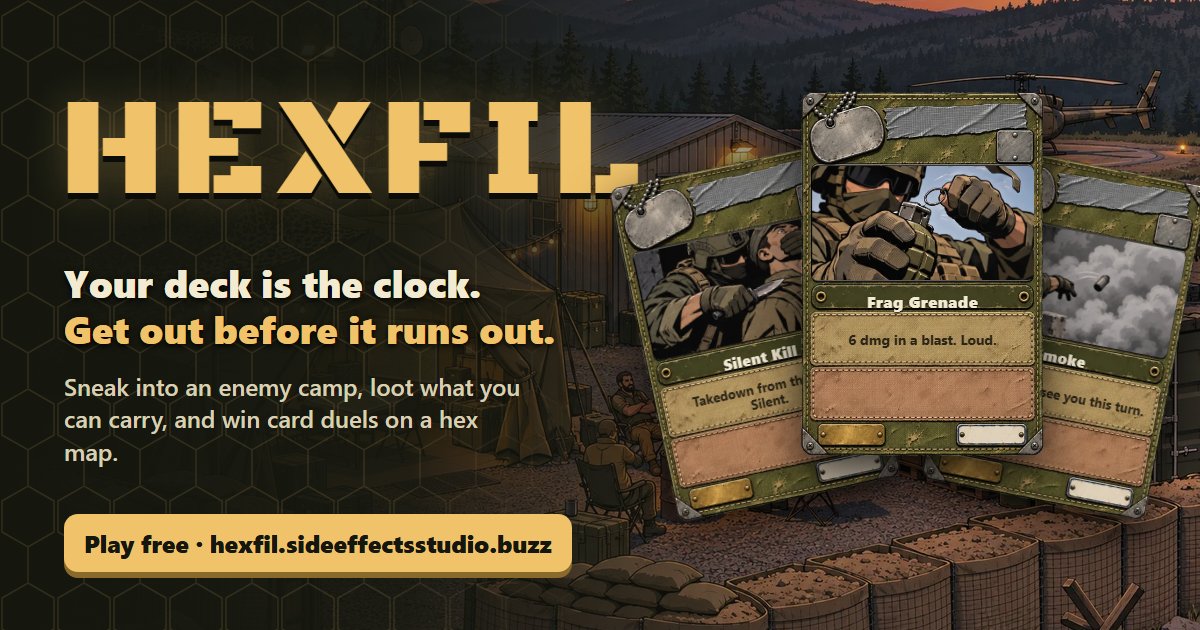 HEXFIL
Your deck is the clock.
Get out before it runs out.
Sneak into an enemy camp, loot what you
can carry, and win card duels on a hex
map.
Play free · hexfil.sideeffectsstudio.buzz
Silent Kill
Takedown from
Silent.
Frag Grenade
6 dmg in a blast. Loud.
see you this turn.